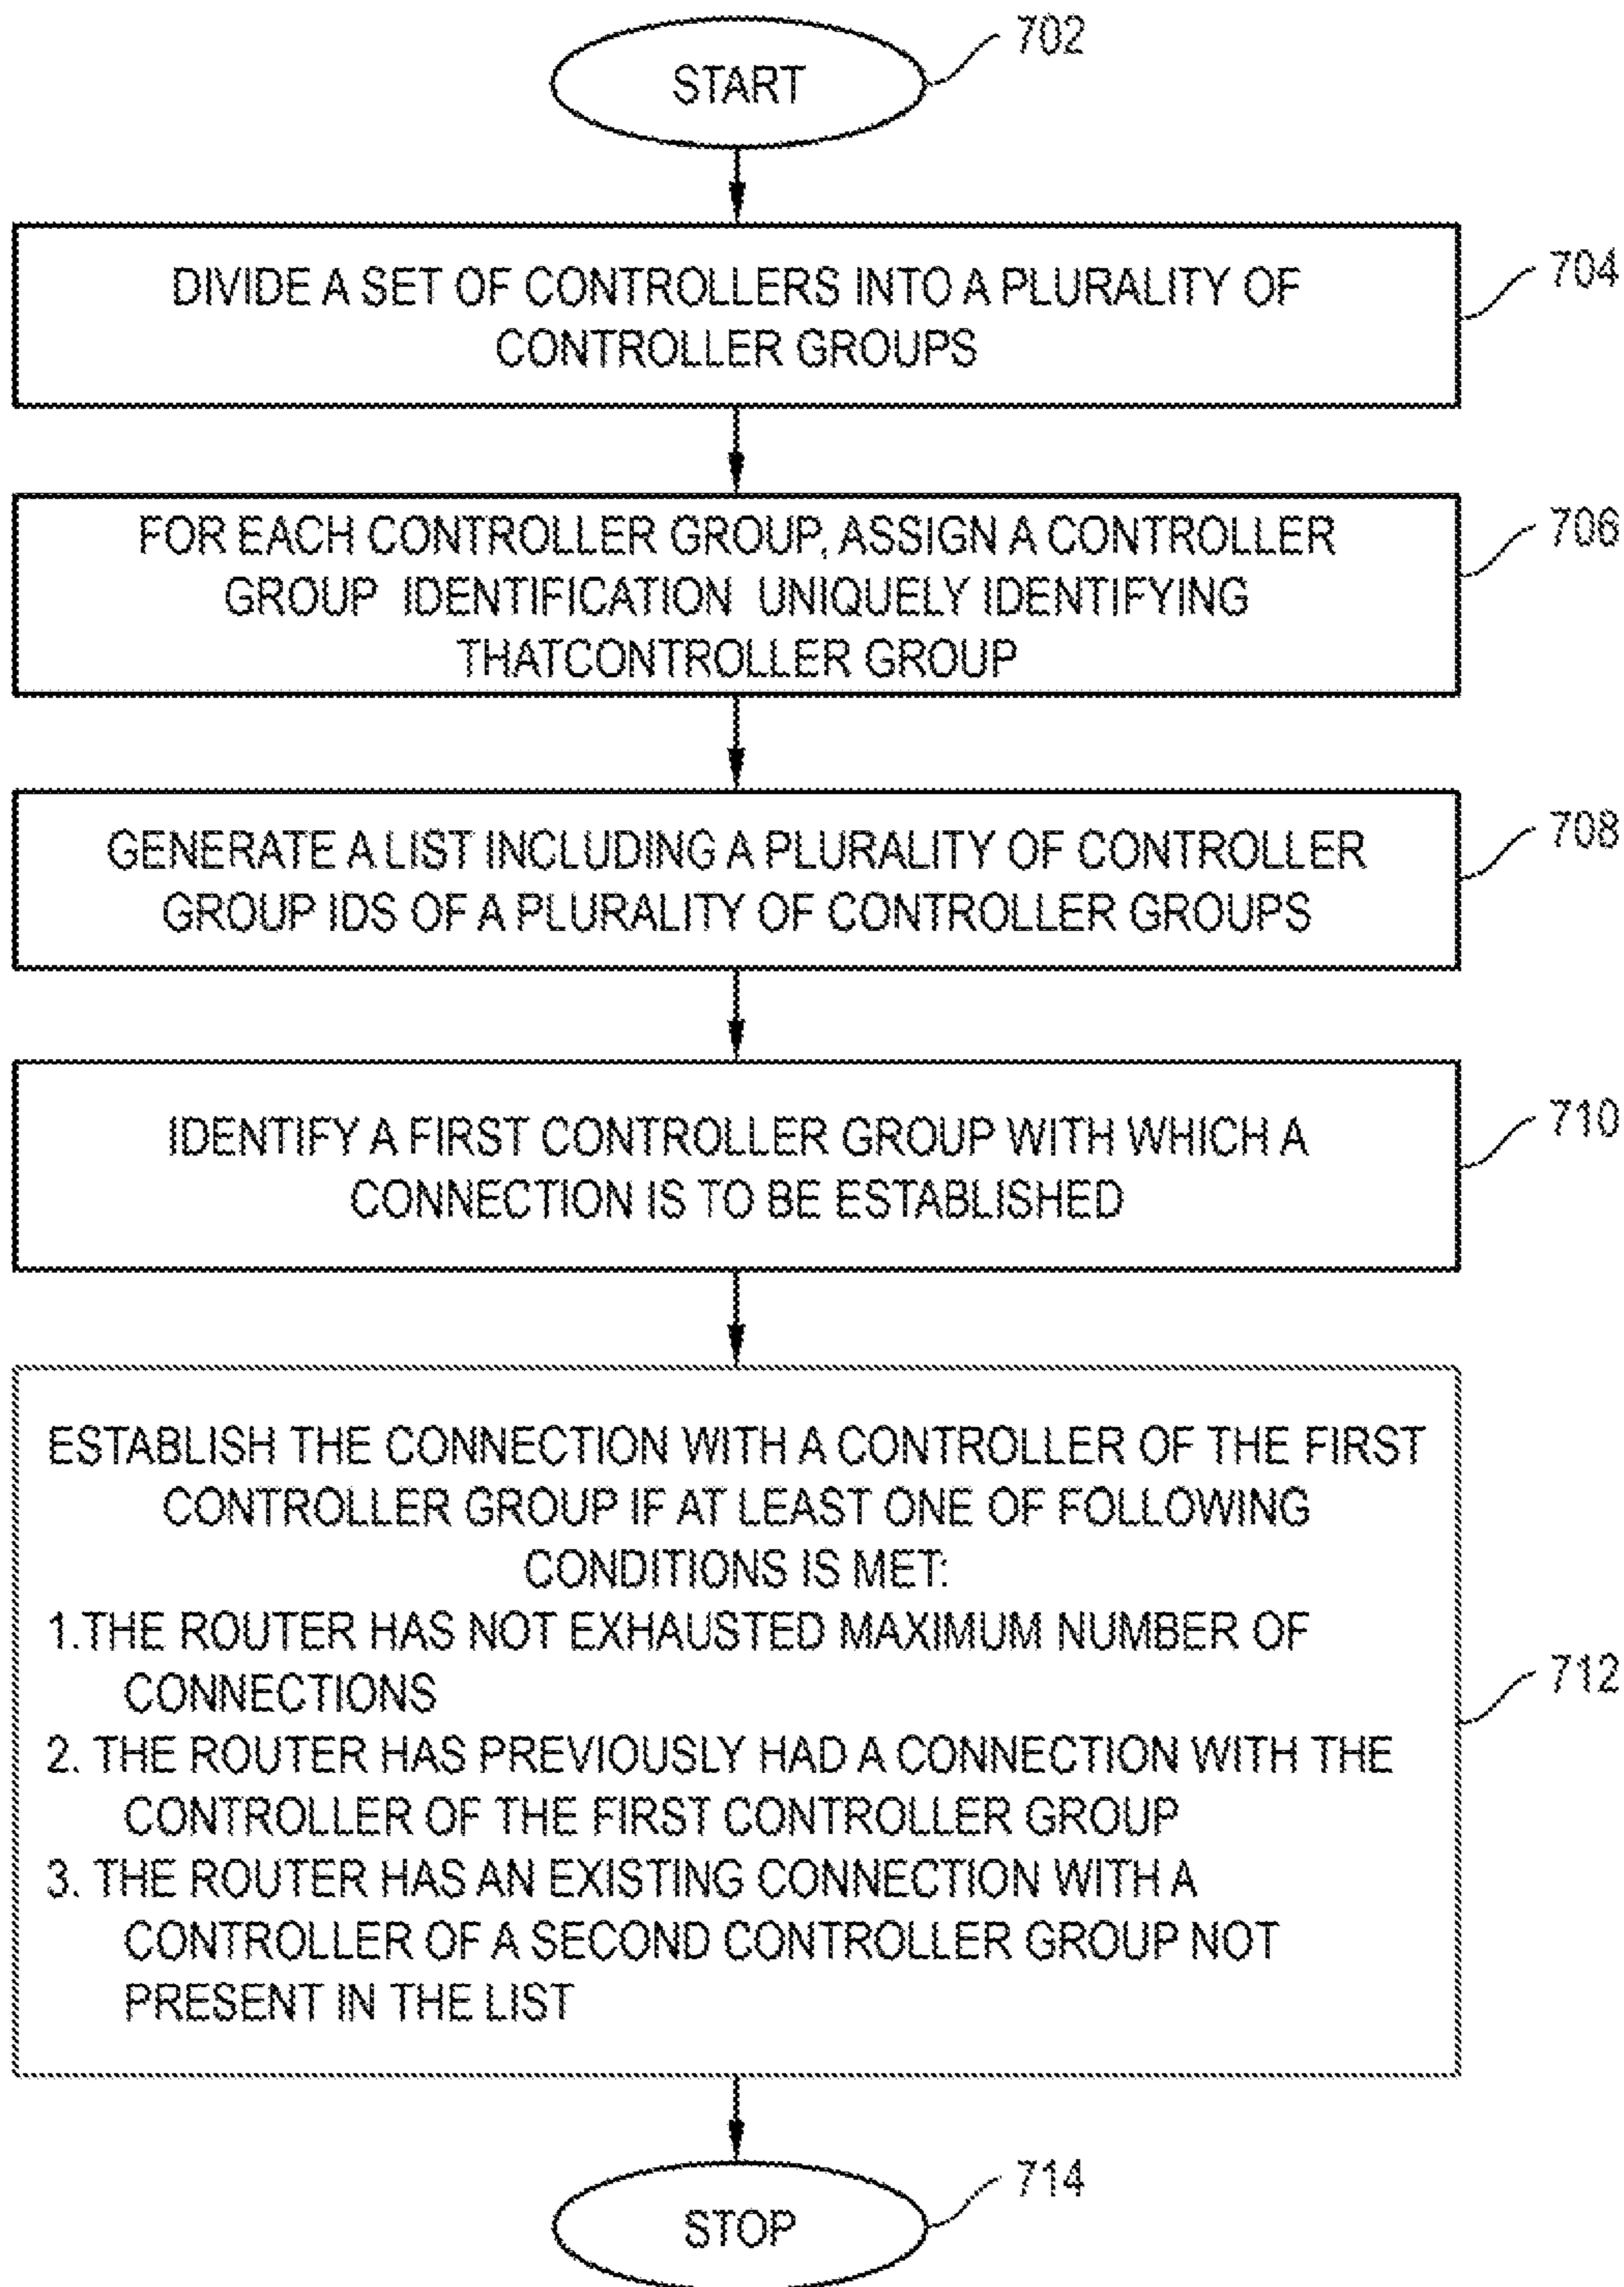 START
702
DIVIDE A SET OF CONTROLLERS INTO A PLURALITY OF
CONTROLLER GROUPS
704
FOR EACH CONTROLLER GROUP, ASSIGN A CONTROLLER
GROUP IDENTIFICATION UNIQUELY IDENTIFYING
THATCONTROLLER GROUP
706
GENERATE A LIST INCLUDING A PLURALITY OF CONTROLLER
GROUP IDS OF A PLURALITY OF CONTROLLER GROUPS
708
IDENTIFY A FIRST CONTROLLER GROUP WITH WHICH A
CONNECTION IS TO BE ESTABLISHED
710
ESTABLISH THE CONNECTION WITH A CONTROLLER OF THE FIRST
CONTROLLER GROUP IF AT LEAST ONE OF FOLLOWING
CONDITIONS IS MET:
1.THE ROUTER HAS NOT EXHAUSTED MAXIMUM NUMBER OF
CONNECTIONS
2. THE ROUTER HAS PREVIOUSLY HAD A CONNECTION WITH THE
CONTROLLER OF THE FIRST CONTROLLER GROUP
3. THE ROUTER HAS AN EXISTING CONNECTION WITH A
CONTROLLER OF A SECOND CONTROLLER GROUP NOT
PRESENT IN THE LIST
712
STOP
714